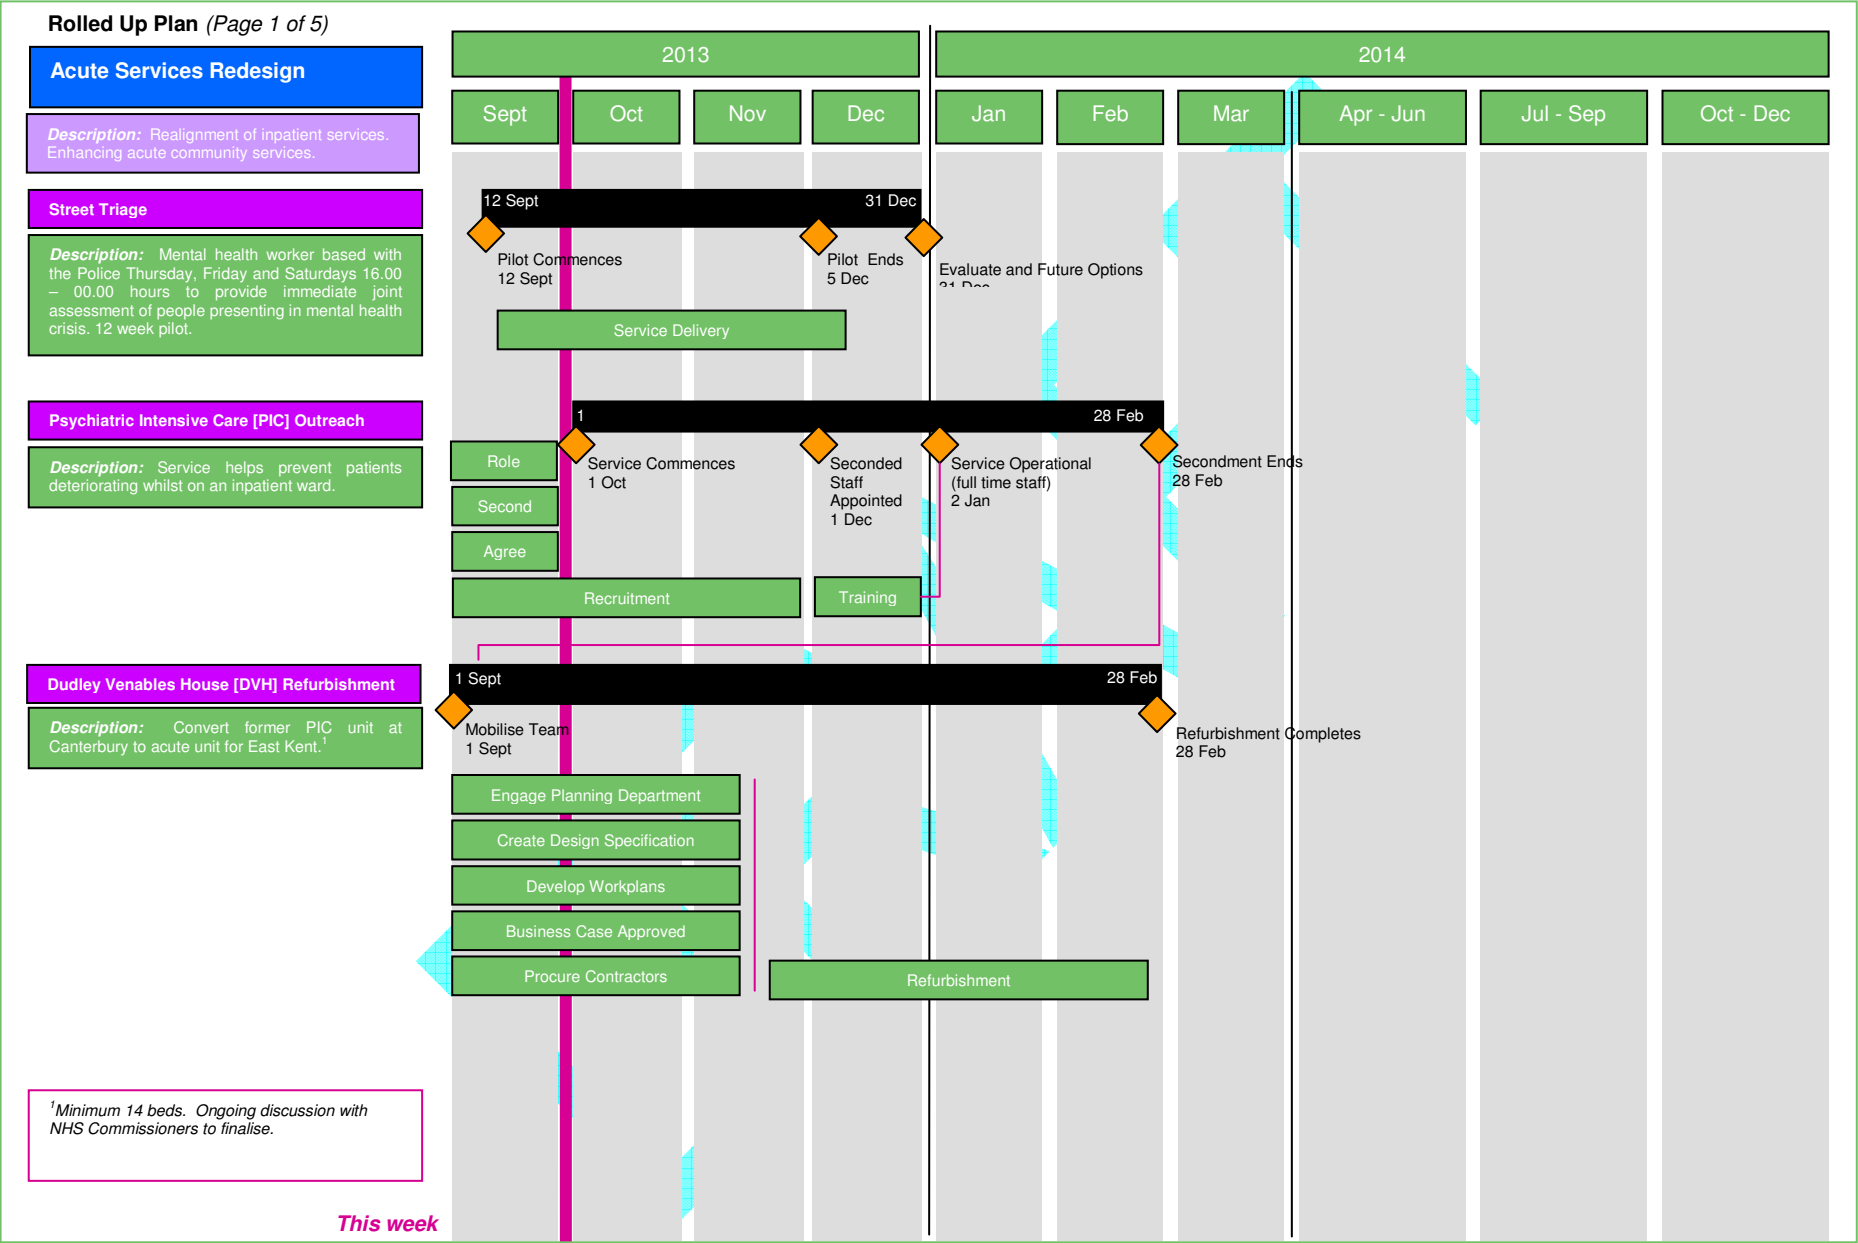 Rolled Up Plan (Page 1 of 5)
Acute Services Redesign
Description: Realignment of inpatient services.
Enhancing acute community services.
2013
2014
Sept
Oct
Nov
Dec
Jan
Feb
Mar
Apr - Jun
Jul - Sep
Oct - Dec
Street Triage
Description: Mental health worker based with
the Police Thursday, Friday and Saturdays 16.00
– 00.00 hours to provide immediate joint
assessment of people presenting in mental health
crisis. 12 week pilot.
12 Sept
31 Dec
Pilot Commences
12 Sept
Pilot Ends
5 Dec
Evaluate and Future Options
31 Dec
Service Delivery
Psychiatric Intensive Care [PIC] Outreach
Description: Service helps prevent patients
deteriorating whilst on an inpatient ward.
1
28 Feb
Service Commences
1 Oct
Seconded
Staff
Appointed
1 Dec
Service Operational
(full time staff)
2 Jan
Secondment Ends
28 Feb
Role
Second
Agree
Recruitment
Training
Dudley Venables House [DVH] Refurbishment
Description: Convert former PIC unit at
Canterbury to acute unit for East Kent.1
1 Sept
28 Feb
Mobilise Team
1 Sept
Refurbishment Completes
28 Feb
Engage Planning Department
Create Design Specification
Develop Workplans
Business Case Approved
Procure Contractors
Refurbishment
1Minimum 14 beds. Ongoing discussion with
NHS Commissioners to finalise.
This week